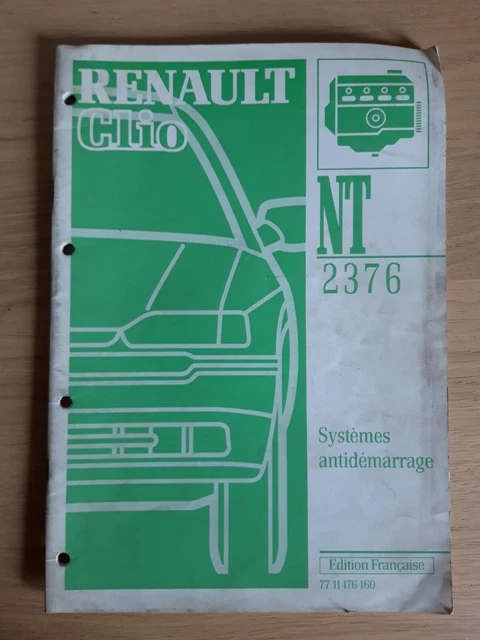 RENAULT
Clio
NT
2376
Systèmes
antidémarrage
Edition Française
77 11 176 160